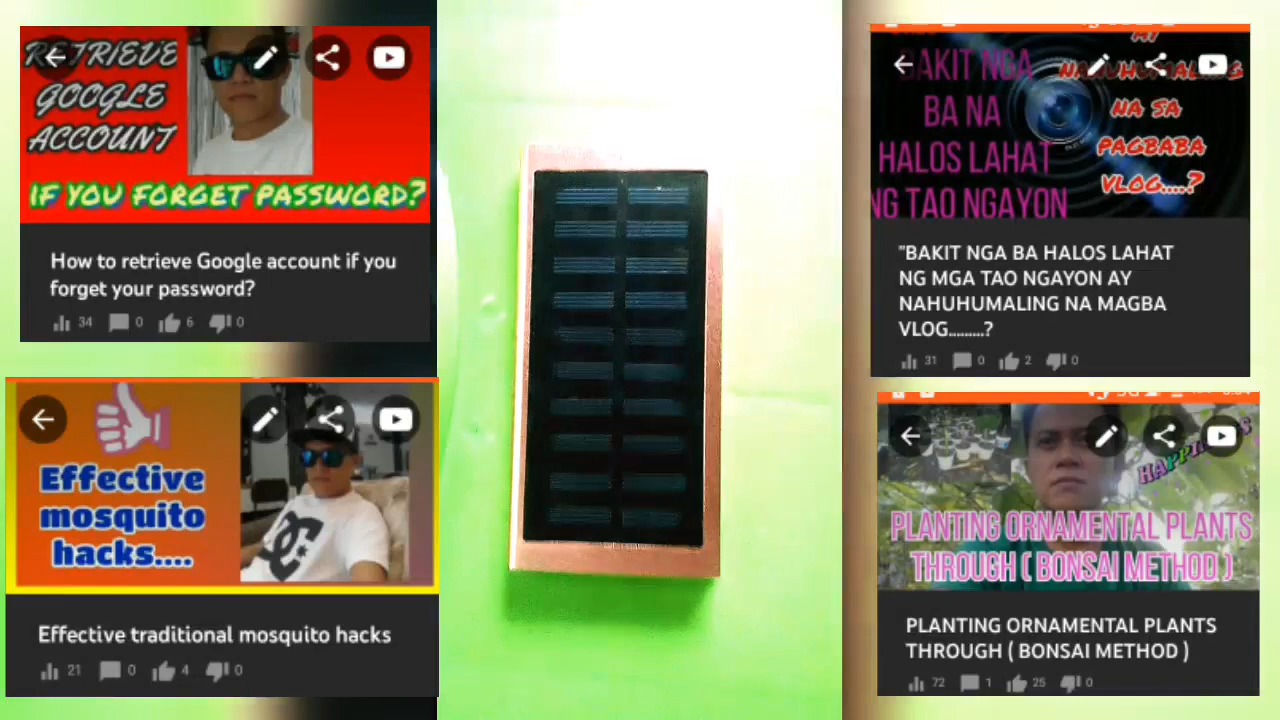 RETRIEVE
GOOGLE
ACCOUNT
IF YOU FORGET PASSWORD?
How to retrieve Google account if you
forget your password?
34 0 6 0
Effective
mosquito
hacks....
Effective traditional mosquito hacks
21 0 4 0
BAKIT NGA
BA NA
HALOS LAHAT
NG TAO NGAYON
AY
NAHUHUMALING
NA SA
PAGBABA
VLOG....?
"BAKIT NGA BA HALOS LAHAT
NG MGA TAO NGAYON AY
NAHUHUMALING NA MAGBA
VLOG.........?
31 0 2 0
HAPPINESS
PLANTING ORNAMENTAL PLANTS
THROUGH ( BONSAI METHOD )
PLANTING ORNAMENTAL PLANTS
THROUGH ( BONSAI METHOD )
72 1 25 0